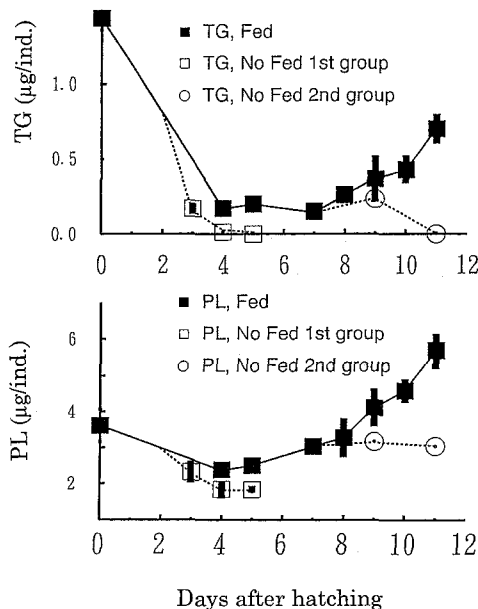 TG, Fed
TG, No Fed 1st group
TG, No Fed 2nd group
TG (µg/ind.)
1.0
0.5
0.0
0 2 4 6 8 10 12
PL, Fed
PL, No Fed 1st group
PL, No Fed 2nd group
PL (µg/ind.)
6
4
2
0 2 4 6 8 10 12
Days after hatching